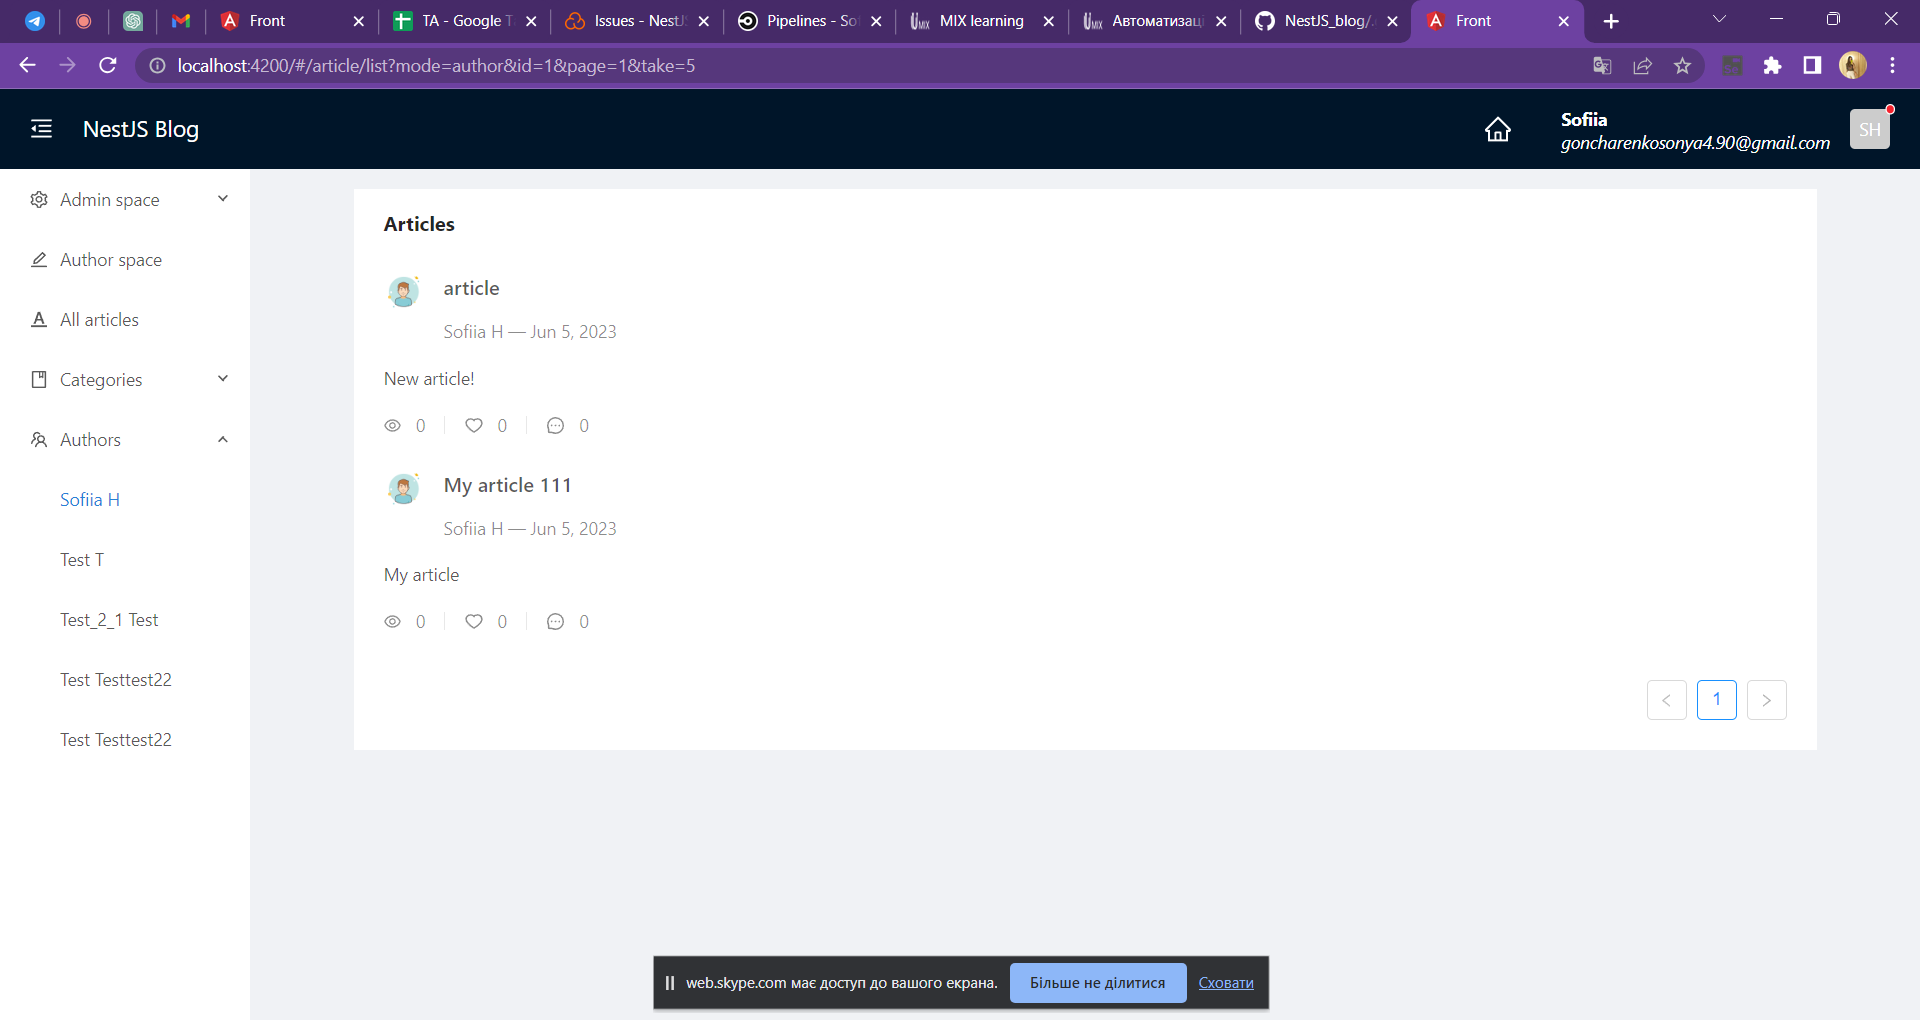 Front
TA - Google T
Issues - NestJS
Pipelines - So
MIX learning
Автоматизаці
NestJS_blog/.
Front
localhost:4200/#/article/list?mode=author&id=1&page=1&take=5
NestJS Blog
Sofiia
goncharenkosonya4.90@gmail.com
SH
Admin space
Author space
All articles
Categories
Authors
Sofiia H
Test T
Test_2_1 Test
Test Testtest22
Test Testtest22
Articles
article
Sofiia H — Jun 5, 2023
New article!
0 0 0
My article 111
Sofiia H — Jun 5, 2023
My article
0 0 0
< 1 >
web.skype.com має доступ до вашого екрана. Більше не ділитися Сховати